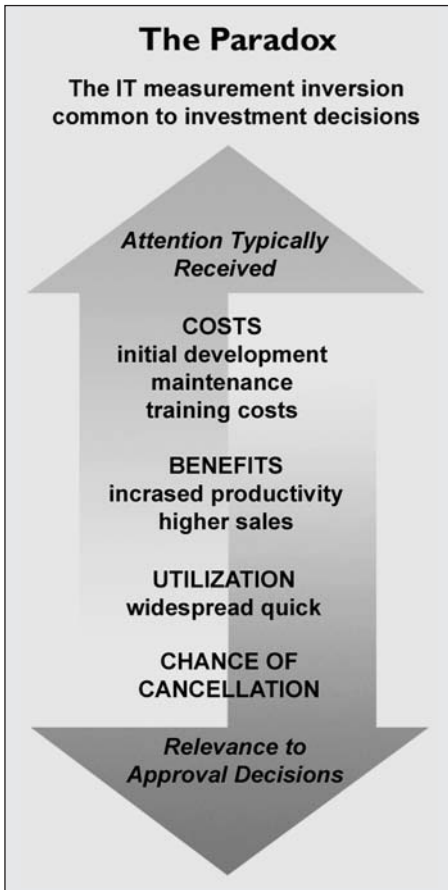 The Paradox
The IT measurement inversion
common to investment decisions
Attention Typically
Received
COSTS
initial development
maintenance
training costs
BENEFITS
incrased productivity
higher sales
UTILIZATION
widespread quick
CHANCE OF
CANCELLATION
Relevance to
Approval Decisions